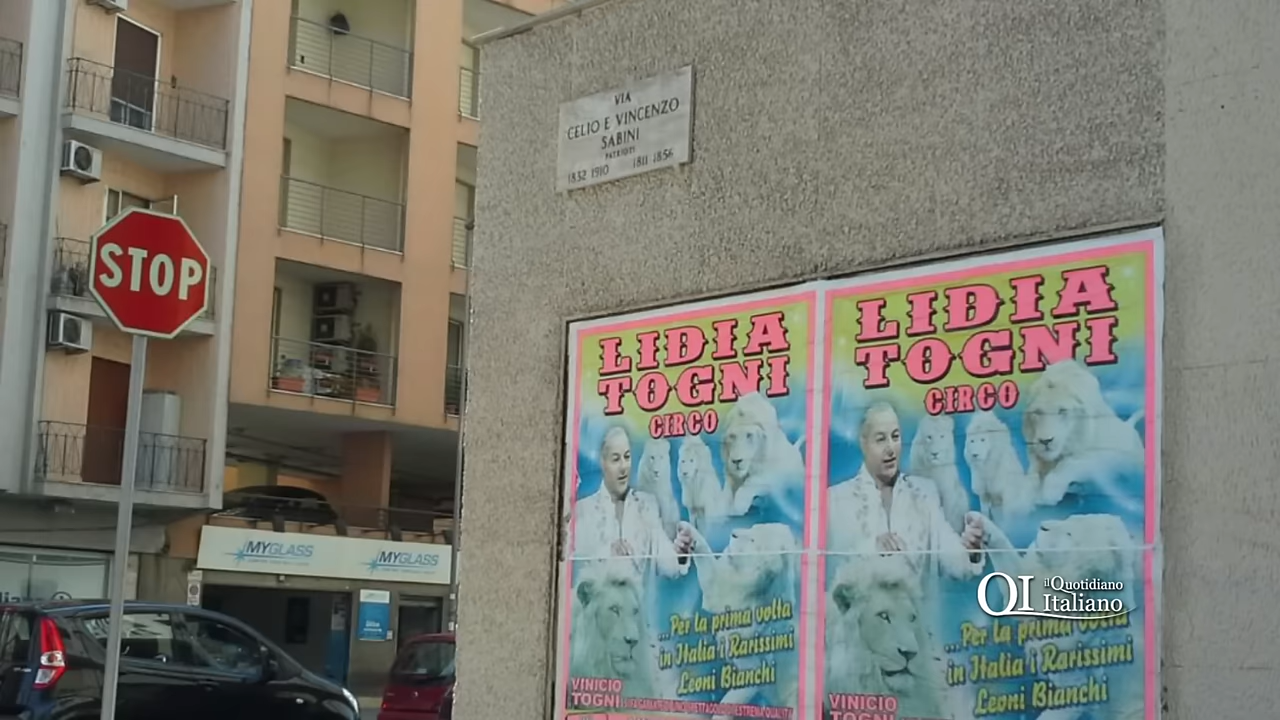 VIA
CELIO E VINCENZO
SABINI
PATRIOTI
1832 1910 1811 1856
STOP
LIDIA
TOGNI
CIRCO
...Per la prima volta
in Italia i Rarissimi
Leoni Bianchi
VINICIO
TOGNI
LIDIA
TOGNI
CIRCO
...Per la prima volta
in Italia i Rarissimi
Leoni Bianchi
VINICIO
TOGNI
MYGLASS
MYGLASS
QI il Quotidiano
Italiano